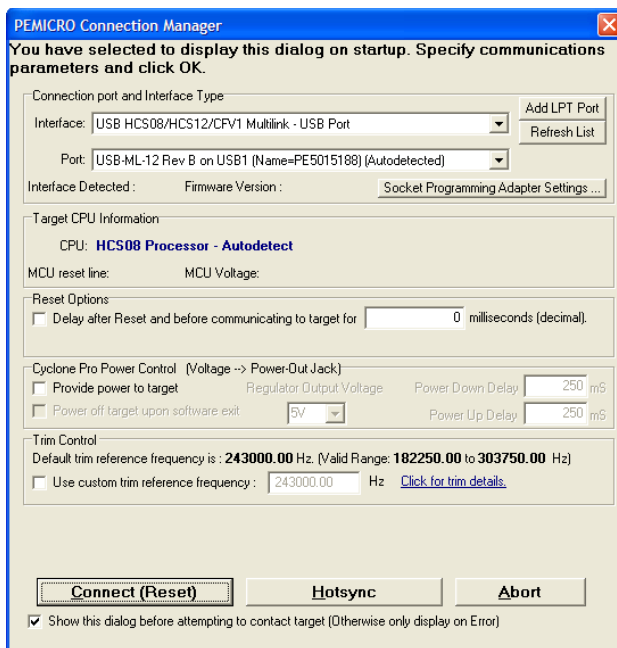 PEMICRO Connection Manager
You have selected to display this dialog on startup. Specify communications
parameters and click OK.
Connection port and Interface Type
Add LPT Port
Interface: USB HCS08/HCS12/CFV1 Multilink - USB Port
Refresh List
Port: USB-ML-12 Rev B on USB1 (Name=PE5015188) (Autodetected)
Interface Detected : Firmware Version : Socket Programming Adapter Settings ...
Target CPU Information
CPU: HCS08 Processor - Autodetect
MCU reset line: MCU Voltage:
Reset Options
Delay after Reset and before communicating to target for 0 milliseconds (decimal).
Cyclone Pro Power Control (Voltage --> Power-Out Jack)
Provide power to target Regulator Output Voltage Power Down Delay 250 mS
Power off target upon software exit 5V Power Up Delay 250 mS
Trim Control
Default trim reference frequency is : 243000.00 Hz. (Valid Range: 182250.00 to 303750.00 Hz)
Use custom trim reference frequency : 243000.00 Hz Click for trim details.
Connect (Reset) Hotsync Abort
Show this dialog before attempting to contact target (Otherwise only display on Error)